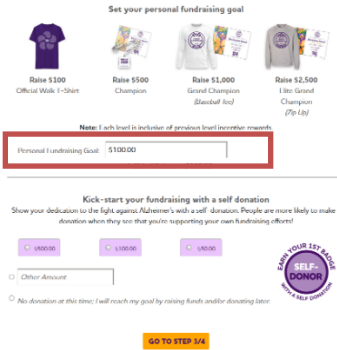 Set your personal fundraising goal
Raise $100
Official Walk T-Shirt
Raise $500
Champion
Raise $1,000
Grand Champion
(Baseball Tee)
Raise $2,500
Elite Grand
Champion
(Zip Up)
Note: Each level is inclusive of previous level incentive rewards.
Personal Fundraising Goal: $100.00
Kick-start your fundraising with a self donation
Show your dedication to the fight against Alzheimer's with a self-donation. People are more likely to make
donation when they see that you're supporting your own fundraising efforts!
$500.00
$100.00
$50.00
EARN YOUR 1ST BADGE
SELF-
DONOR
WITH A SELF DONATION
Other Amount
No donation at this time; I will reach my goal by raising funds and/or donating later
GO TO STEP 3/4